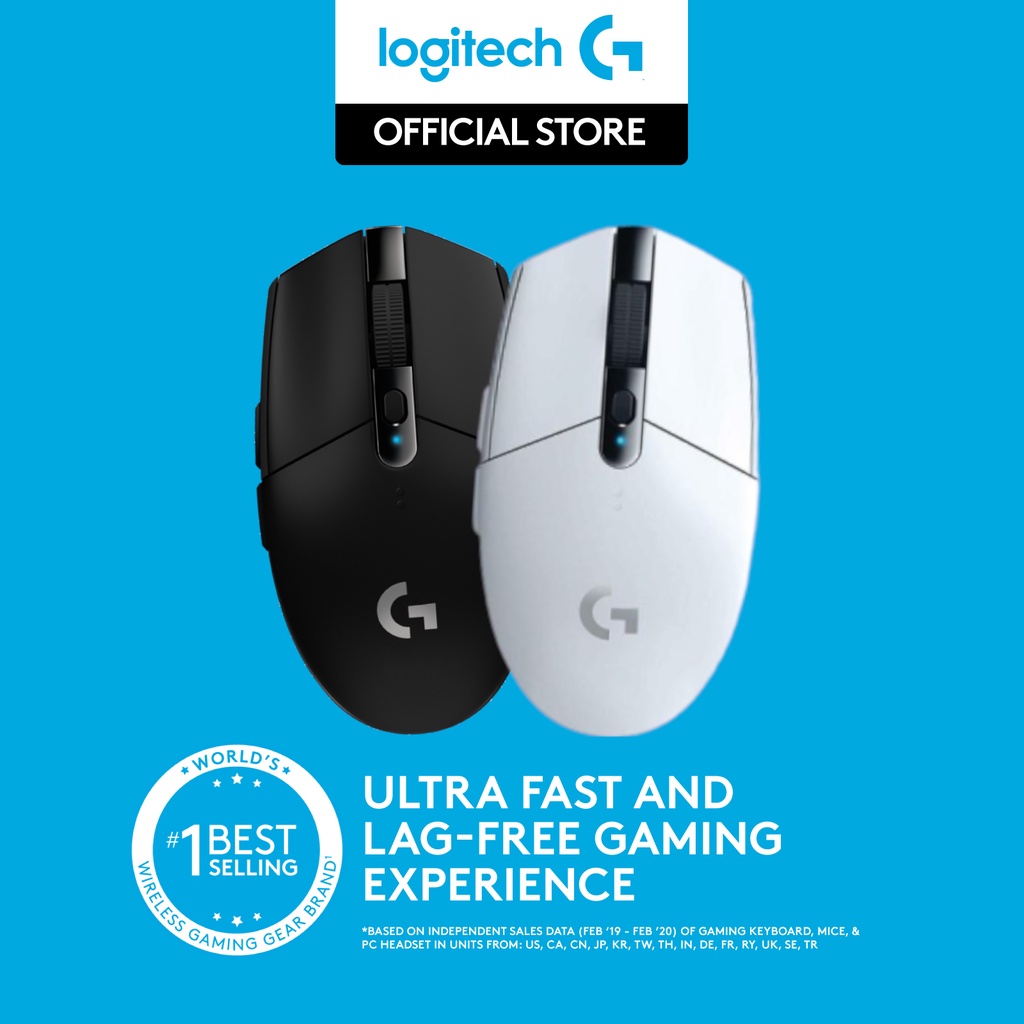 logitech G
OFFICIAL STORE
G
G
★ WORLD'S ★
#1 BEST
SELLING
WIRELESS GAMING GEAR BRAND¹
ULTRA FAST AND
LAG-FREE GAMING
EXPERIENCE
*BASED ON INDEPENDENT SALES DATA (FEB '19 - FEB '20) OF GAMING KEYBOARD, MICE, &
PC HEADSET IN UNITS FROM: US, CA, CN, JP, KR, TW, TH, IN, DE, FR, RY, UK, SE, TR